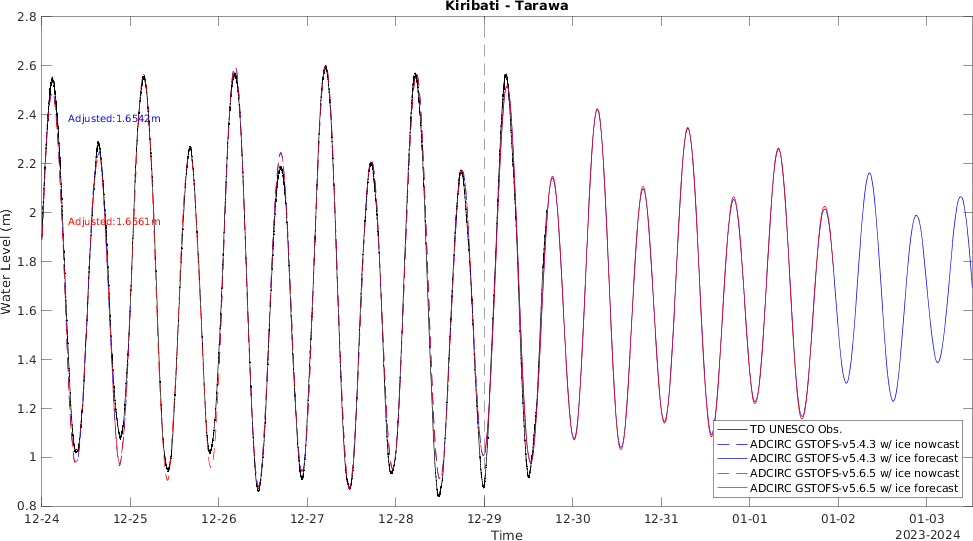 Kiribati - Tarawa
2.8
2.6
2.4
2.2
2
1.8
1.6
1.4
1.2
1
0.8
Water Level (m)
Adjusted:1.6542m
Adjusted:1.6561m
TD UNESCO Obs.
ADCIRC GSTOFS-v5.4.3 w/ ice nowcast
ADCIRC GSTOFS-v5.4.3 w/ ice forecast
ADCIRC GSTOFS-v5.6.5 w/ ice nowcast
ADCIRC GSTOFS-v5.6.5 w/ ice forecast
12-24 12-25 12-26 12-27 12-28 12-29 12-30 12-31 01-01 01-02 01-03
Time
2023-2024